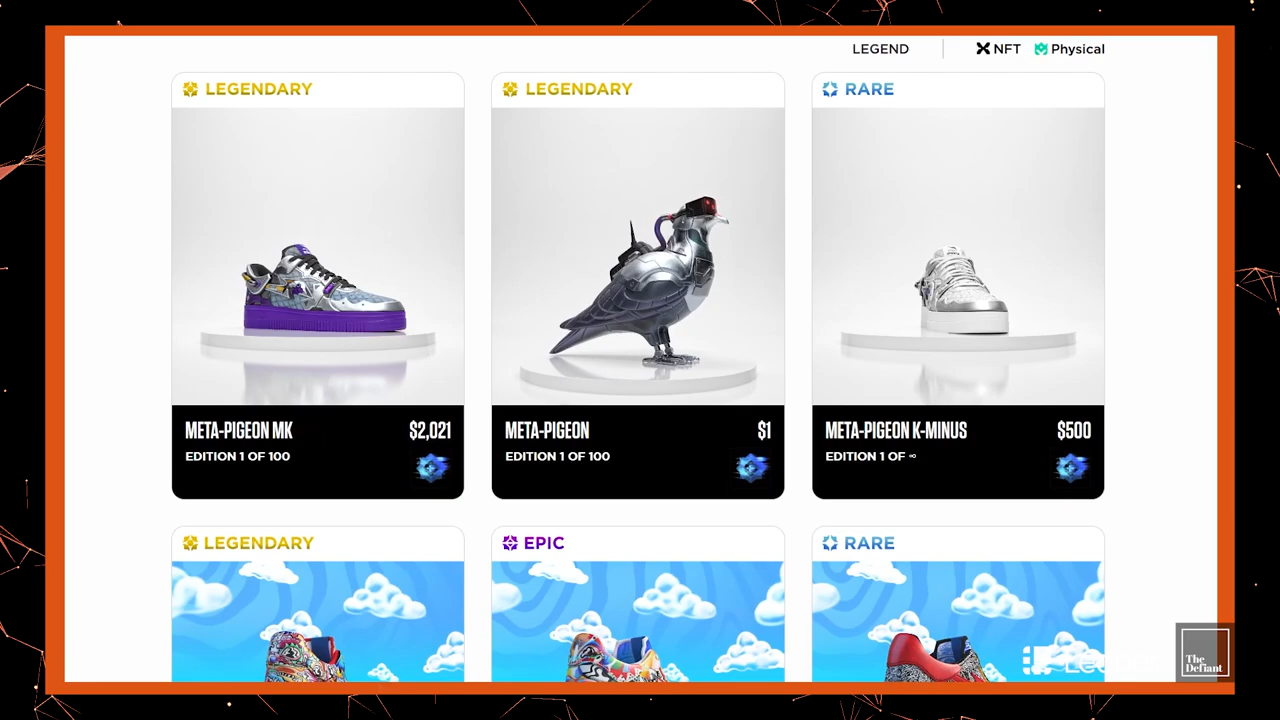 LEGEND NFT Physical
LEGENDARY
LEGENDARY
RARE
META-PIGEON MK $2,021
EDITION 1 OF 100
META-PIGEON $1
EDITION 1 OF 100
META-PIGEON K-MINUS $500
EDITION 1 OF ∞
LEGENDARY
EPIC
RARE
The
Defiant